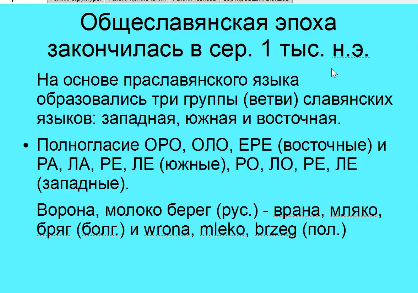 Общеславянская эпоха
закончилась в сер. 1 тыс. н.э.
На основе праславянского языка
образовались три группы (ветви) славянских
языков: западная, южная и восточная.
• Полногласие ОРО, ОЛО, ЕРЕ (восточные) и
РА, ЛА, РЕ, ЛЕ (южные), РО, ЛО, РЕ, ЛЕ
(западные).
Ворона, молоко берег (рус.) - врана, мляко,
бряг (болг.) и wrona, mleko, brzeg (пол.)